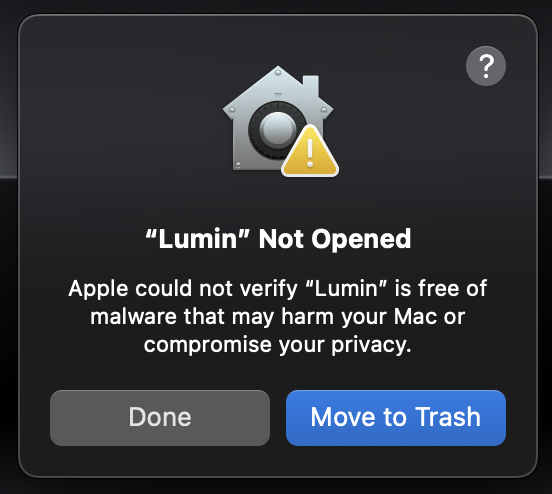 ?
“Lumin” Not Opened
Apple could not verify “Lumin” is free of
malware that may harm your Mac or
compromise your privacy.
Done
Move to Trash